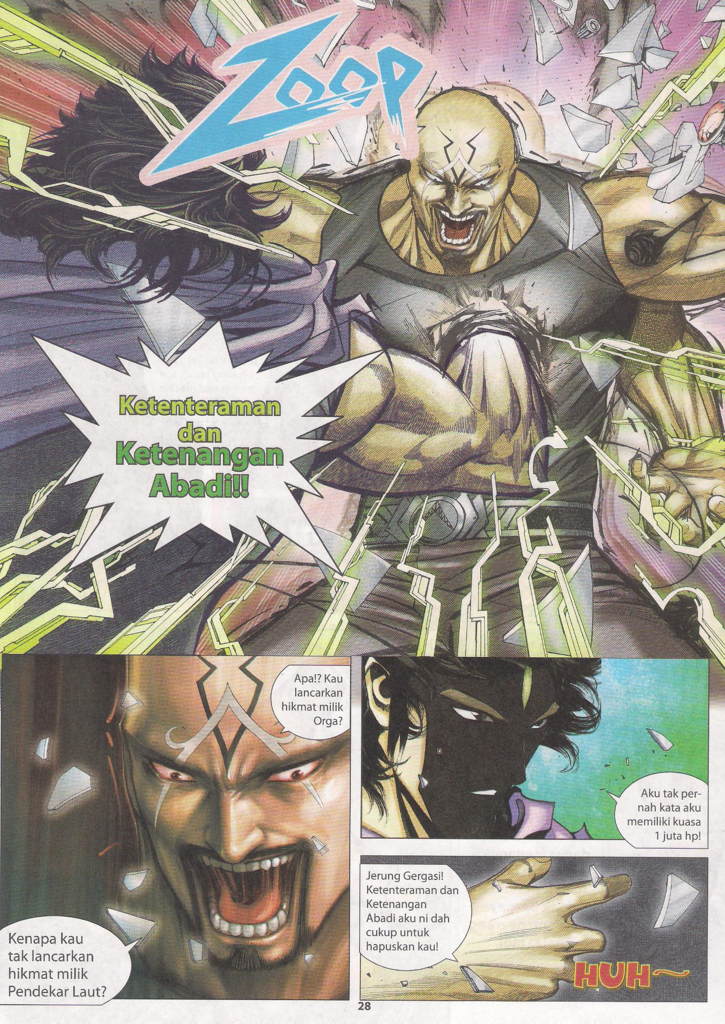 Zoop
Ketenteraman
dan
Ketenangan
Abadi!!
Apa!? Kau
lancarkan
hikmat milik
Orga?
Kenapa kau
tak lancarkan
hikmat milik
Pendekar Laut?
Aku tak per-
nah kata aku
memiliki kuasa
1 juta hp!
Jerung Gergasi!
Ketenteraman dan
Ketenangan
Abadi aku ni dah
cukup untuk
hapuskan kau!
HUH~
28